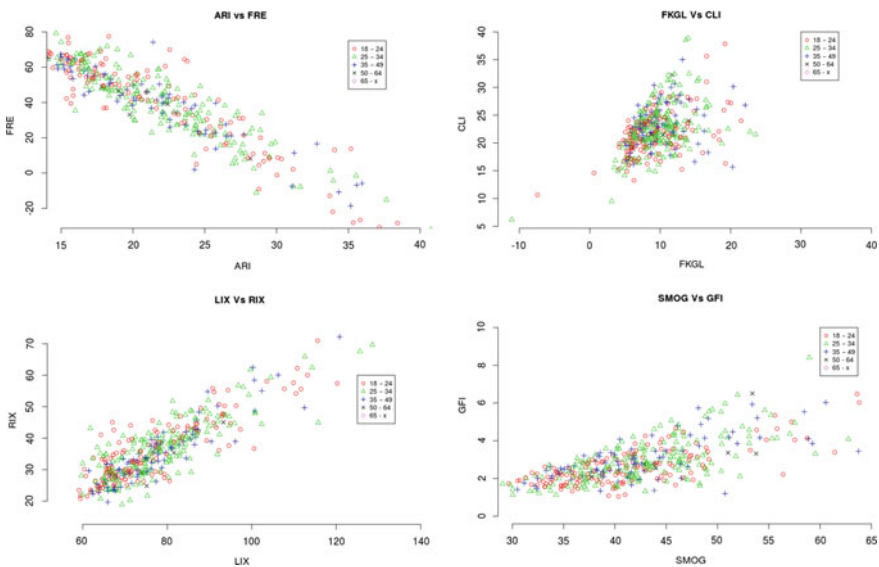 ARI vs FRE
80
60
40
20
0
-20
FRE
15
20
25
30
35
40
ARI
18 – 24
25 – 34
35 – 49
50 - 64
65 - x
FKGL Vs CLI
40
35
30
25
20
15
10
5
CLI
-10
0
10
20
30
40
FKGL
18 – 24
25 – 34
35 – 49
50 - 64
65 - x
LIX Vs RIX
70
60
50
40
30
20
RIX
60
80
100
120
140
LIX
18 – 24
25 – 34
35 – 49
50 - 64
65 - x
SMOG Vs GFI
10
8
6
4
2
0
GFI
30
35
40
45
50
55
60
65
SMOG
18 – 24
25 – 34
35 – 49
50 - 64
65 - x